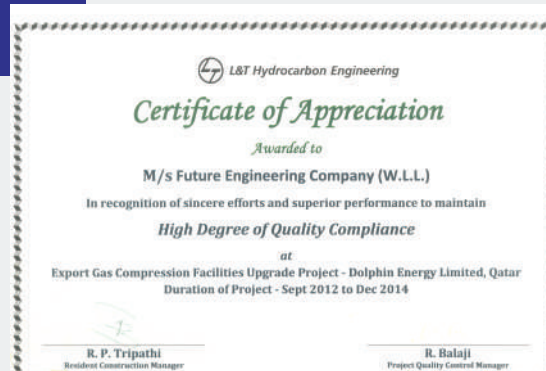 L&T Hydrocarbon Engineering
Certificate of Appreciation
Awarded to
M/s Future Engineering Company (W.L.L.)
In recognition of sincere efforts and superior performance to maintain
High Degree of Quality Compliance
at
Export Gas Compression Facilities Upgrade Project - Dolphin Energy Limited, Qatar
Duration of Project - Sept 2012 to Dec 2014
R. P. Tripathi
Resident Construction Manager
R. Balaji
Project Quality Control Manager